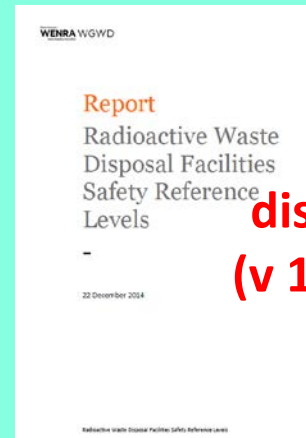 WENRA WGWD
Report
Radioactive Waste
Disposal Facilities
Safety Reference
Levels
–
22 December 2014
dis
(v 1
Radioactive Waste Disposal Facilities Safety Reference Levels